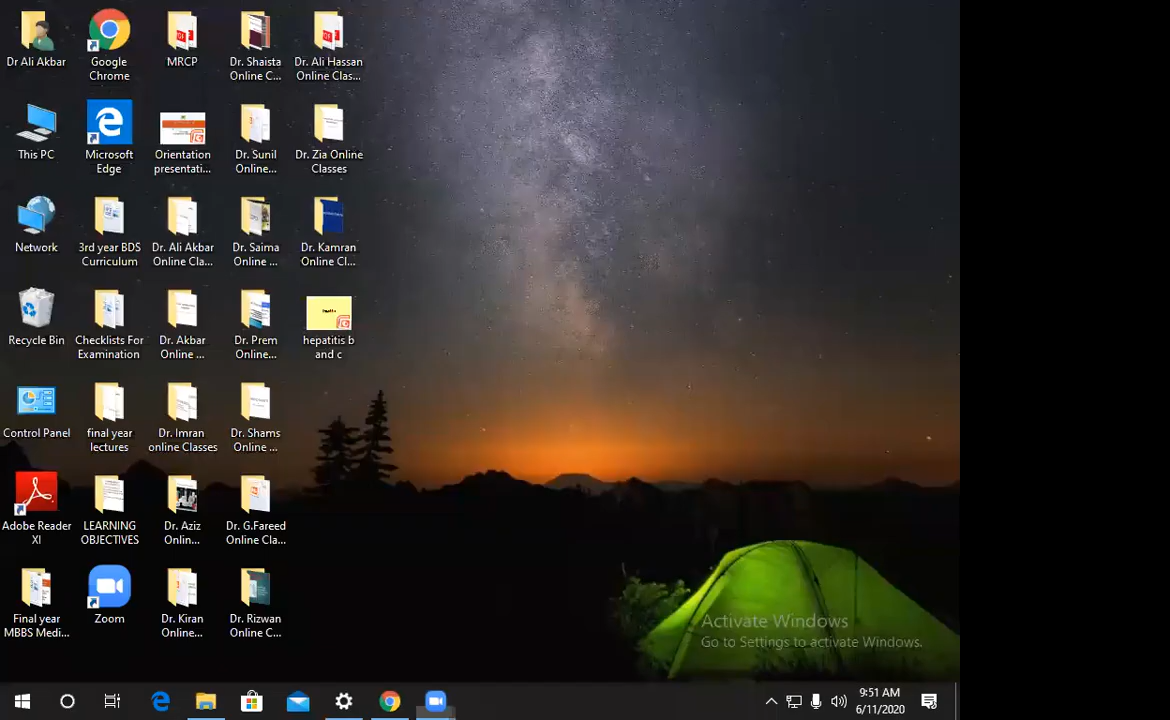 Dr Ali Akbar
Google
Chrome
MRCP
Dr. Shaista
Online C...
Dr. Ali Hassan
Online Clas...
This PC
Microsoft
Edge
Orientation
presentati...
Dr. Sunil
Online...
Dr. Zia Online
Classes
Network
3rd year BDS
Curriculum
Dr. Ali Akbar
Online Cla...
Dr. Saima
Online ...
Dr. Kamran
Online Cl...
Recycle Bin
Checklists For
Examination
Dr. Akbar
Online ...
Dr. Prem
Online...
hepatitis b
and c
Control Panel
final year
lectures
Dr. Imran
online Classes
Dr. Shams
Online ...
Adobe Reader
XI
LEARNING
OBJECTIVES
Dr. Aziz
Onlin...
Dr. G.Fareed
Online Cla...
Final year
MBBS Medi...
Zoom
Dr. Kiran
Online...
Dr. Rizwan
Online C...
Activate Windows
Go to Settings to activate Windows.
9:51 AM
6/11/2020